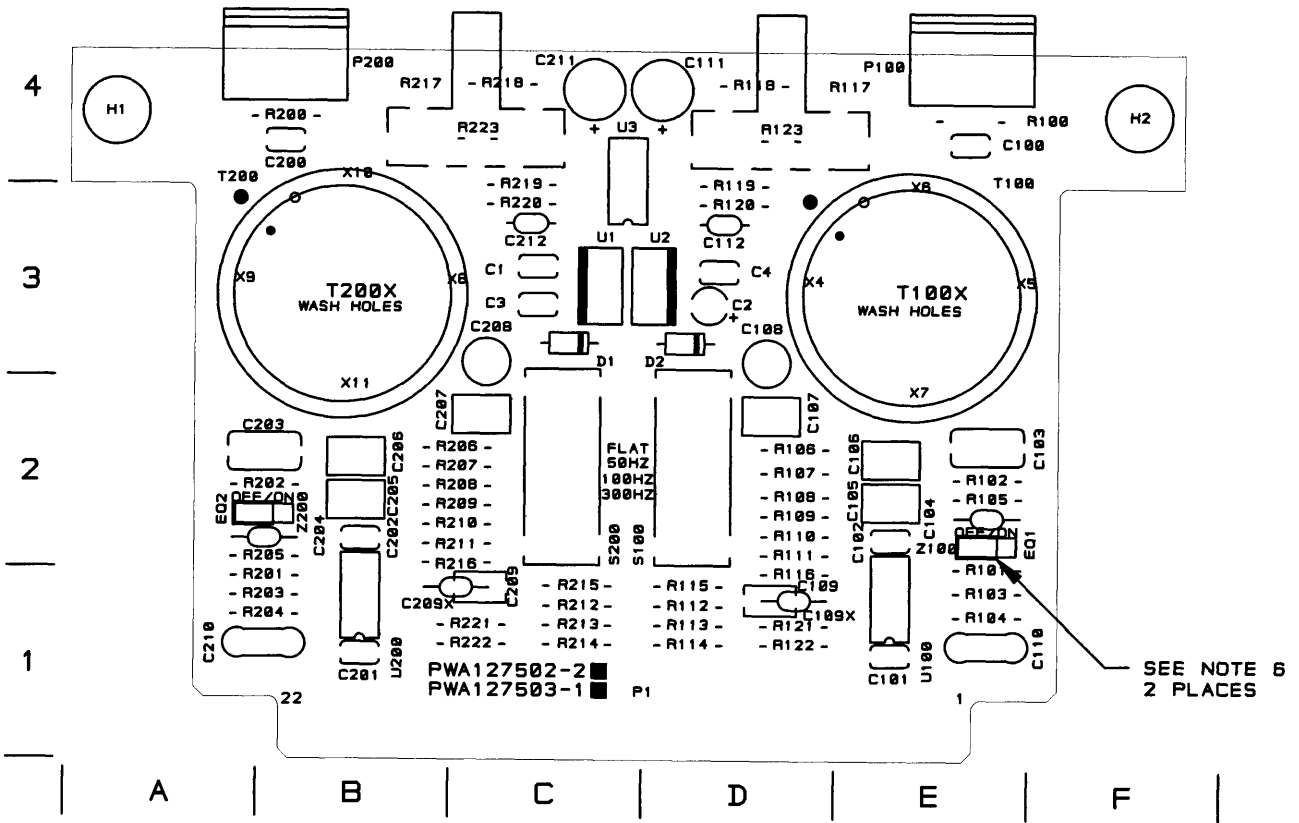 4
H1
P200
R217
-R218-
C211
C111
-R118-
R117
P100
H2
-R200-
R223
+
U3
+
R123
R100
C200
C100
T200
X10
-R219-
-R119-
X6
T100
-R220-
-R120-
C212
U1
U2
C112
3
X9
X8
C1
C4
X4
X5
T200X
WASH HOLES
C3
C2
+
T100X
WASH HOLES
C208
C108
D1
D2
X11
X7
C207
C107
C203
C206
-R206-
FLAT
-R106-
C106
C103
2
-R207-
50HZ
-R107-
-R202-
C205
-R208-
100HZ
-R108-
C105
-R102-
OFF/ON
-R209-
300HZ
-R109-
C104
-R105-
EQ2
Z200
C204
C202
-R210-
-R110-
C102
OFF/ON
-R205-
-R211-
S200
S100
-R111-
Z100
EQ1
-R201-
-R216-
-R116-
-R101-
-R203-
C209X
C209
-R215-
-R115-
C109
-R103-
-R204-
-R212-
-R112-
C109X
-R104-
C210
-R221-
-R213-
-R113-
-R121-
C110
1
-R222-
-R214-
-R114-
-R122-
C201
U200
C101
U100
PWA127502-2
PWA127503-1
P1
22
1
SEE NOTE 6
2 PLACES
A
B
C
D
E
F